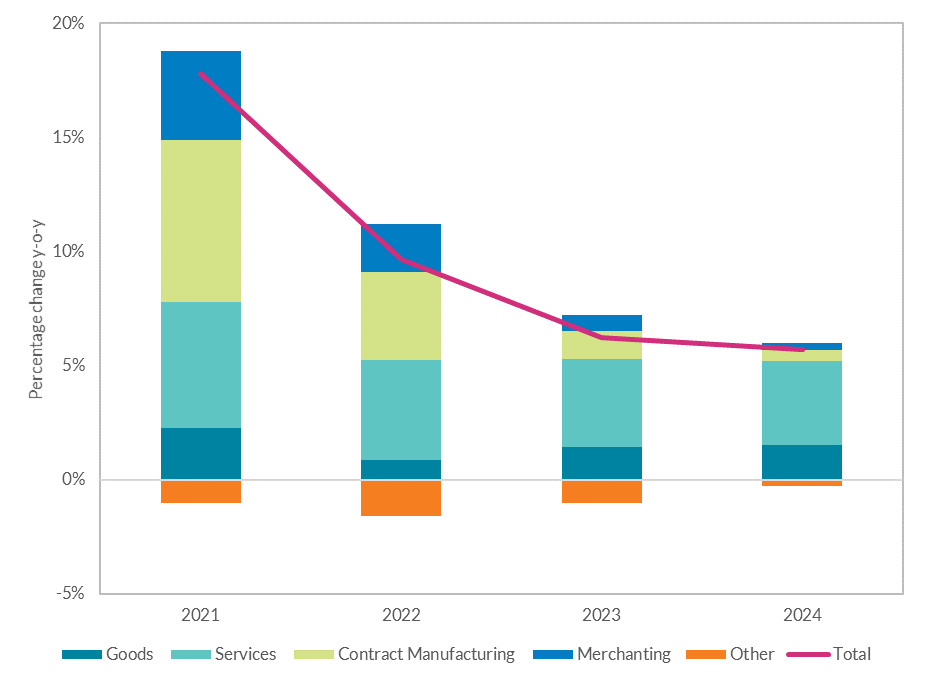 20%
15%
10%
5%
0%
-5%
Percentage change y-o-y
2021 2022 2023 2024
Goods Services Contract Manufacturing Merchanting Other Total